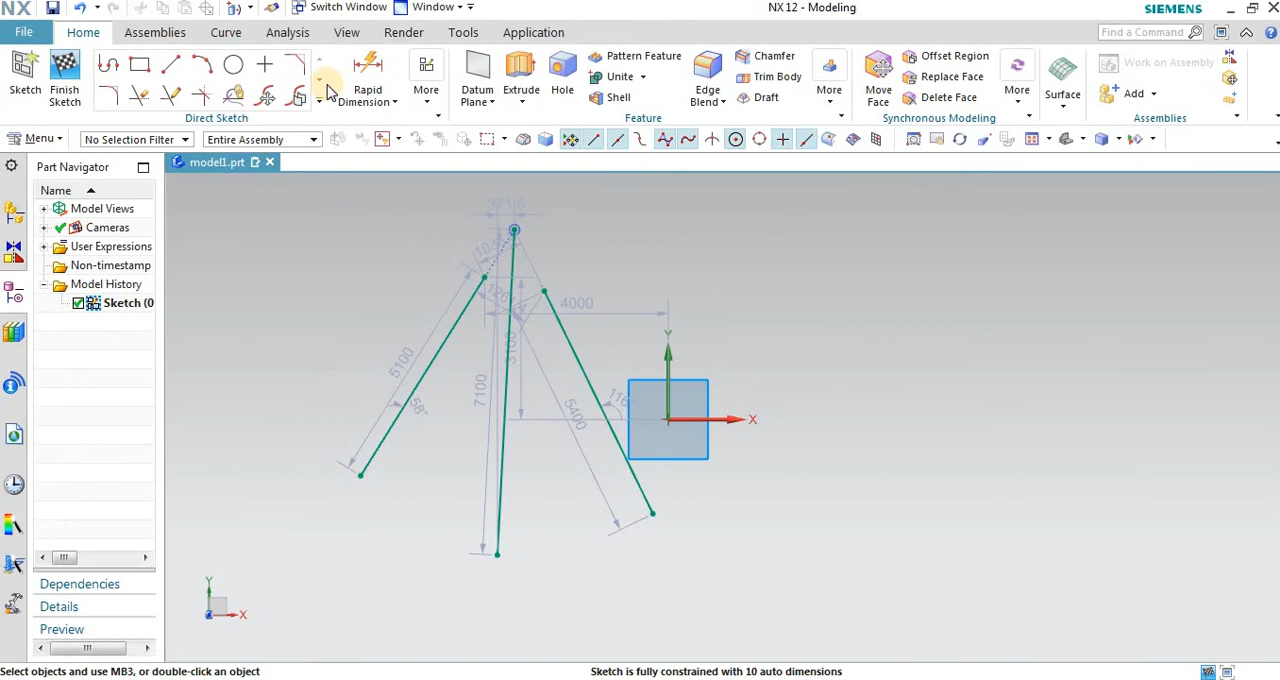 NX
Switch Window
Window
NX 12 - Modeling
SIEMENS
File
Home
Assemblies
Curve
Analysis
View
Render
Tools
Application
Find a Command
Sketch
Finish Sketch
Direct Sketch
Rapid Dimension
More
Datum Plane
Extrude
Hole
Pattern Feature
Unite
Shell
Edge Blend
Chamfer
Trim Body
Draft
More
Feature
Move Face
Offset Region
Replace Face
Delete Face
More
Synchronous Modeling
Surface
Work on Assembly
Add
Assemblies
Menu
No Selection Filter
Entire Assembly
Part Navigator
model1.prt
Name
Model Views
Cameras
User Expressions
Non-timestamp
Model History
Sketch (0
Dependencies
Details
Preview
4000
5100
58°
7100
3100
5400
Y
X
Y
X
Select objects and use MB3, or double-click an object
Sketch is fully constrained with 10 auto dimensions